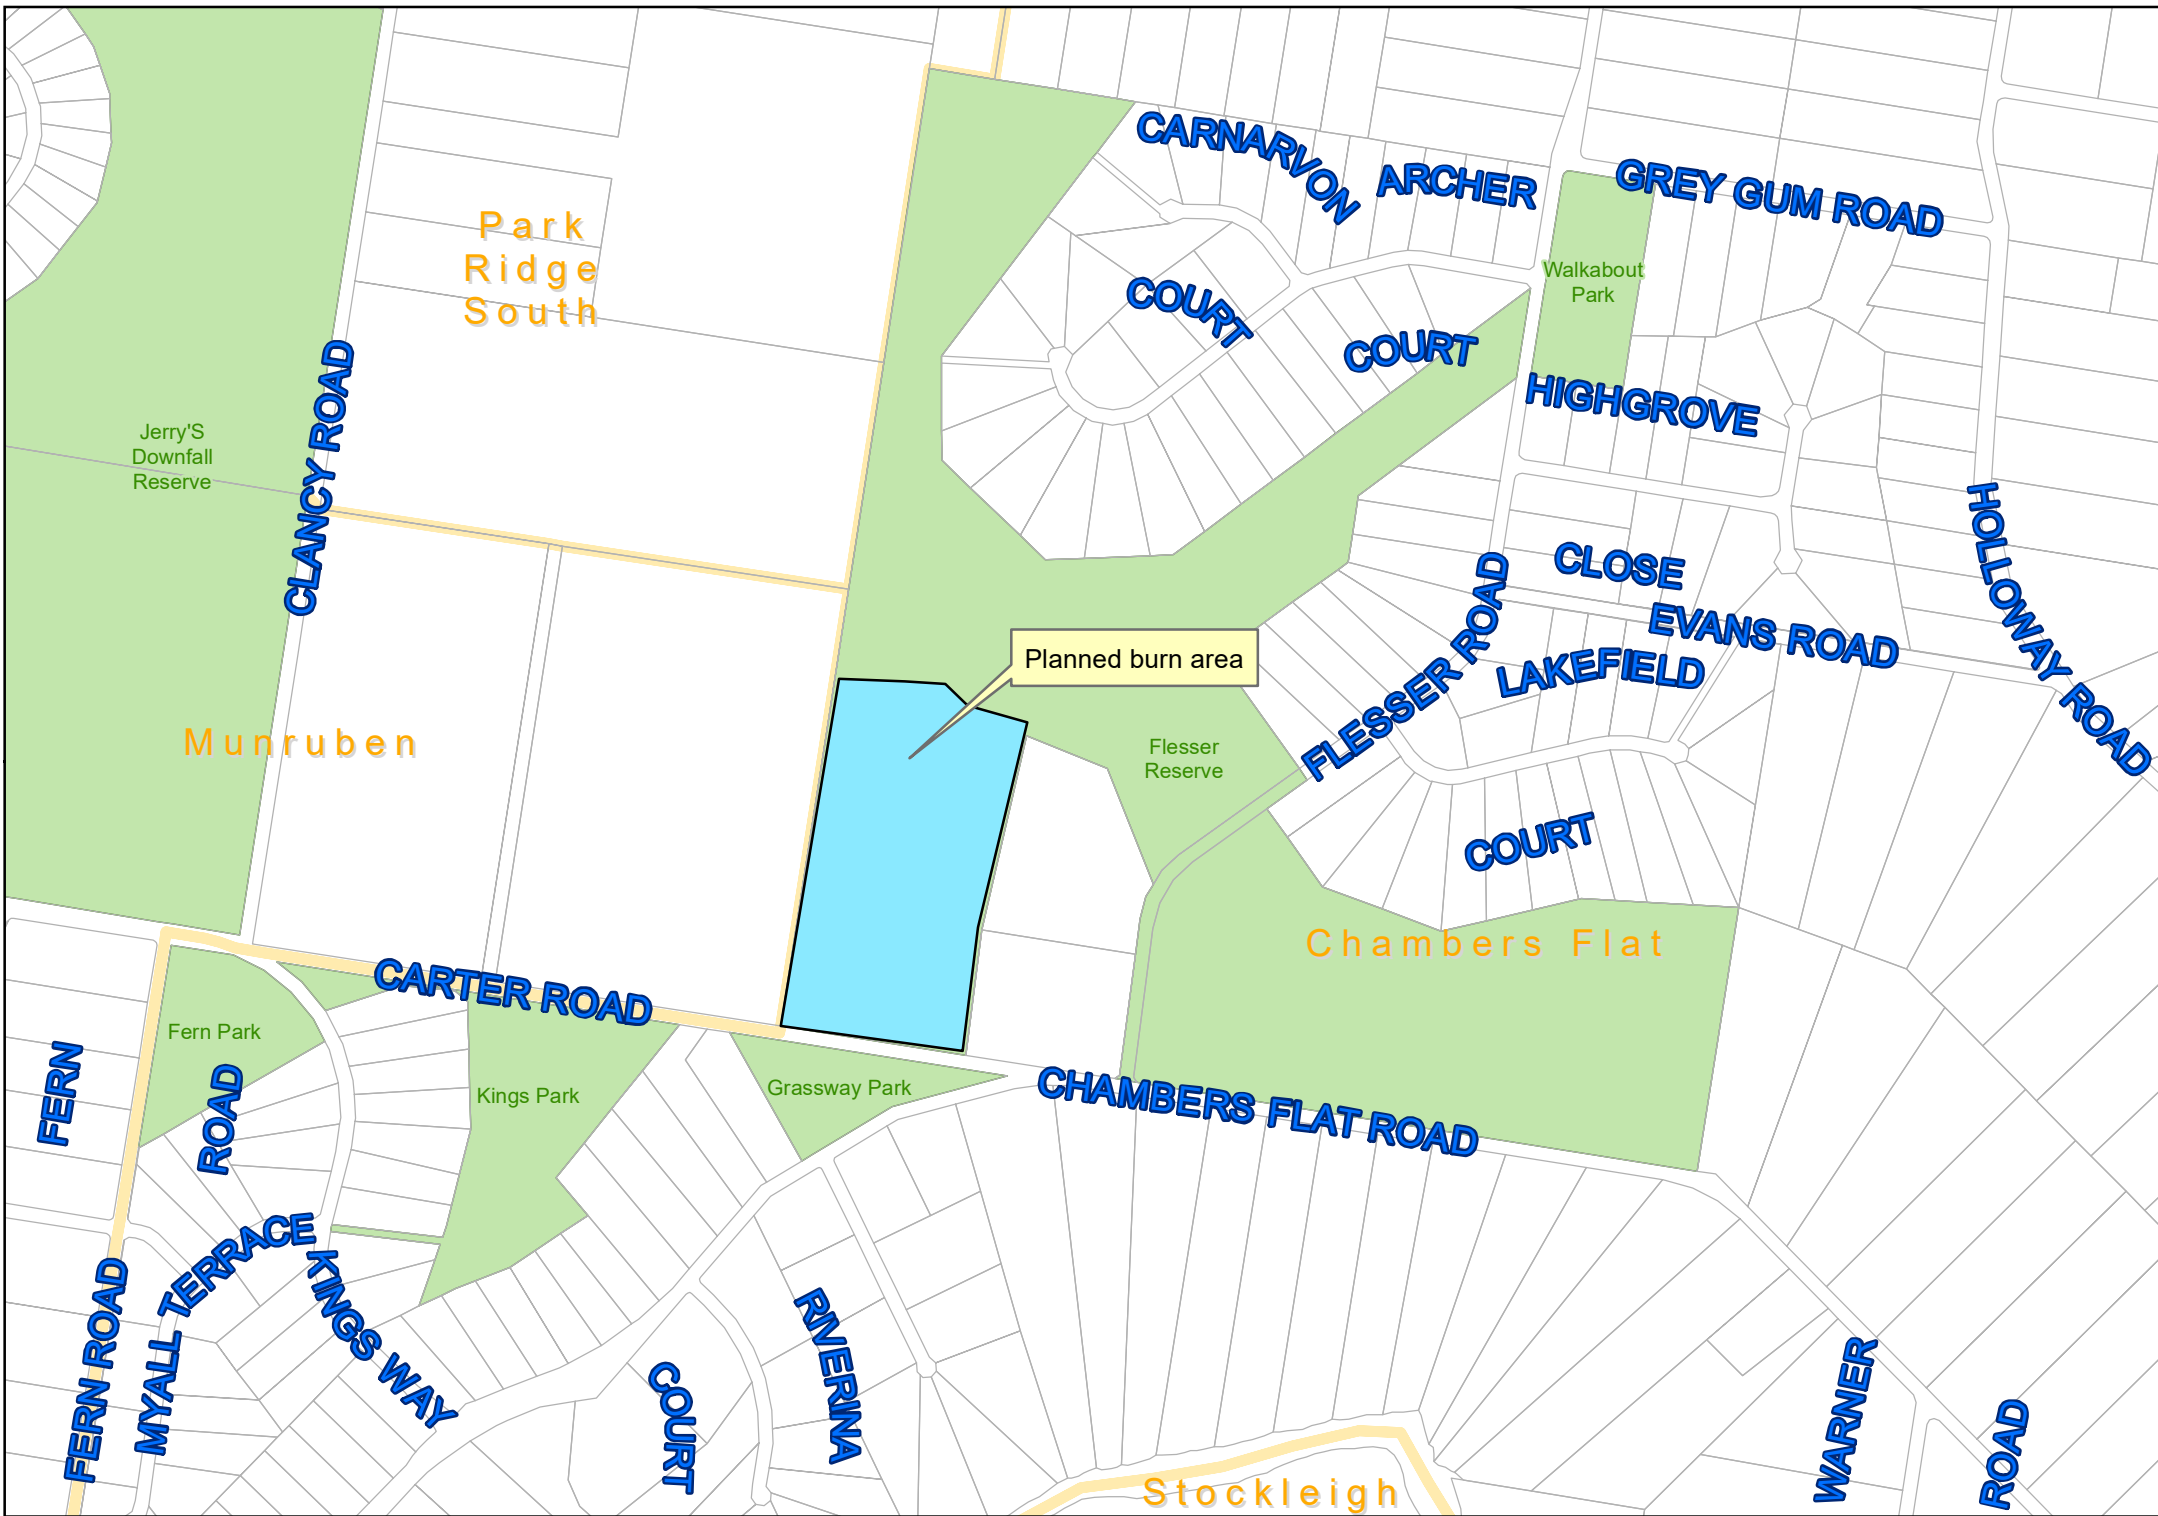 CARNARVON
COURT
ARCHER
COURT
GREY GUM ROAD
Walkabout
Park
Park
Ridge
South
CLANCY ROAD
Jerry'S
Downfall
Reserve
HIGHGROVE
CLOSE
HOLLOWAY ROAD
EVANS ROAD
FLESSER ROAD
LAKEFIELD
COURT
Planned burn area
Munruben
Flesser
Reserve
Chambers Flat
CARTER ROAD
Fern Park
FERN
ROAD
Kings Park
Grassway Park
CHAMBERS FLAT ROAD
MYALL TERRACE
KINGS WAY
FERN ROAD
RIVERINA
COURT
WARNER
ROAD
Stockleigh